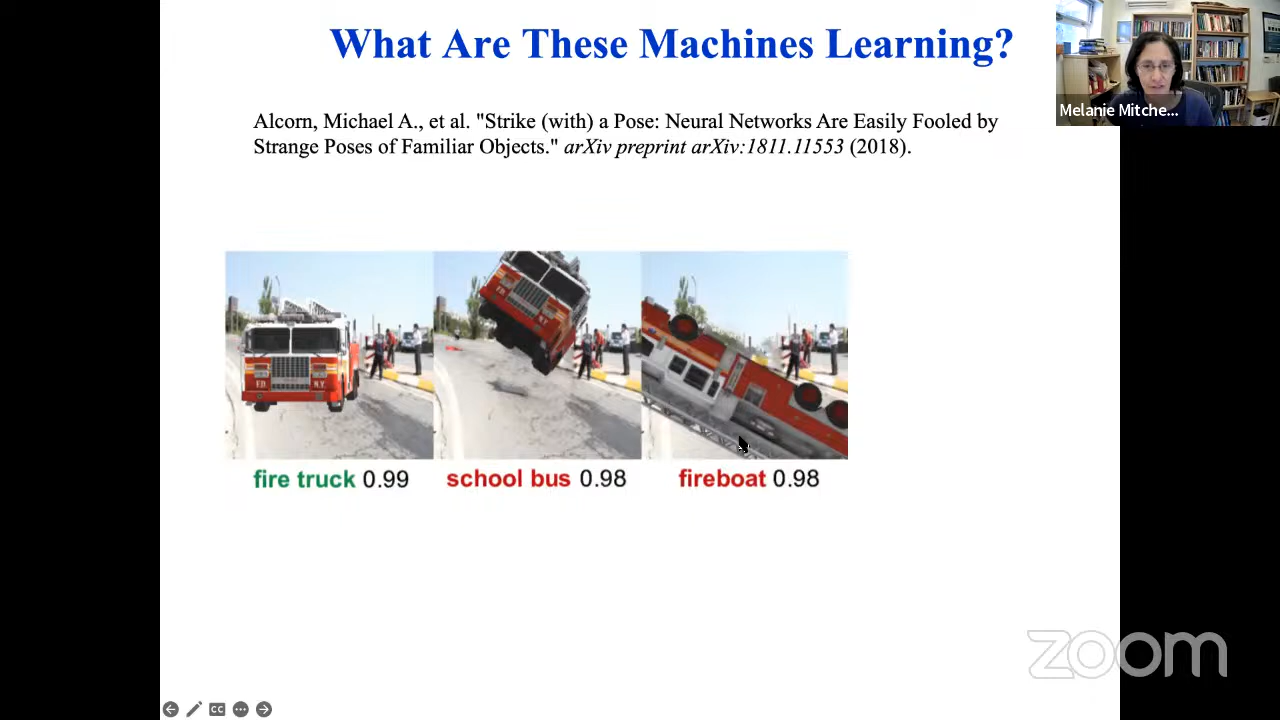 What Are These Machines Learning?
Melanie Mitche...
Alcorn, Michael A., et al. "Strike (with) a Pose: Neural Networks Are Easily Fooled by
Strange Poses of Familiar Objects." arXiv preprint arXiv:1811.11553 (2018).
F.D. N.Y.
fire truck 0.99
school bus 0.98
fireboat 0.98
zoom
CC